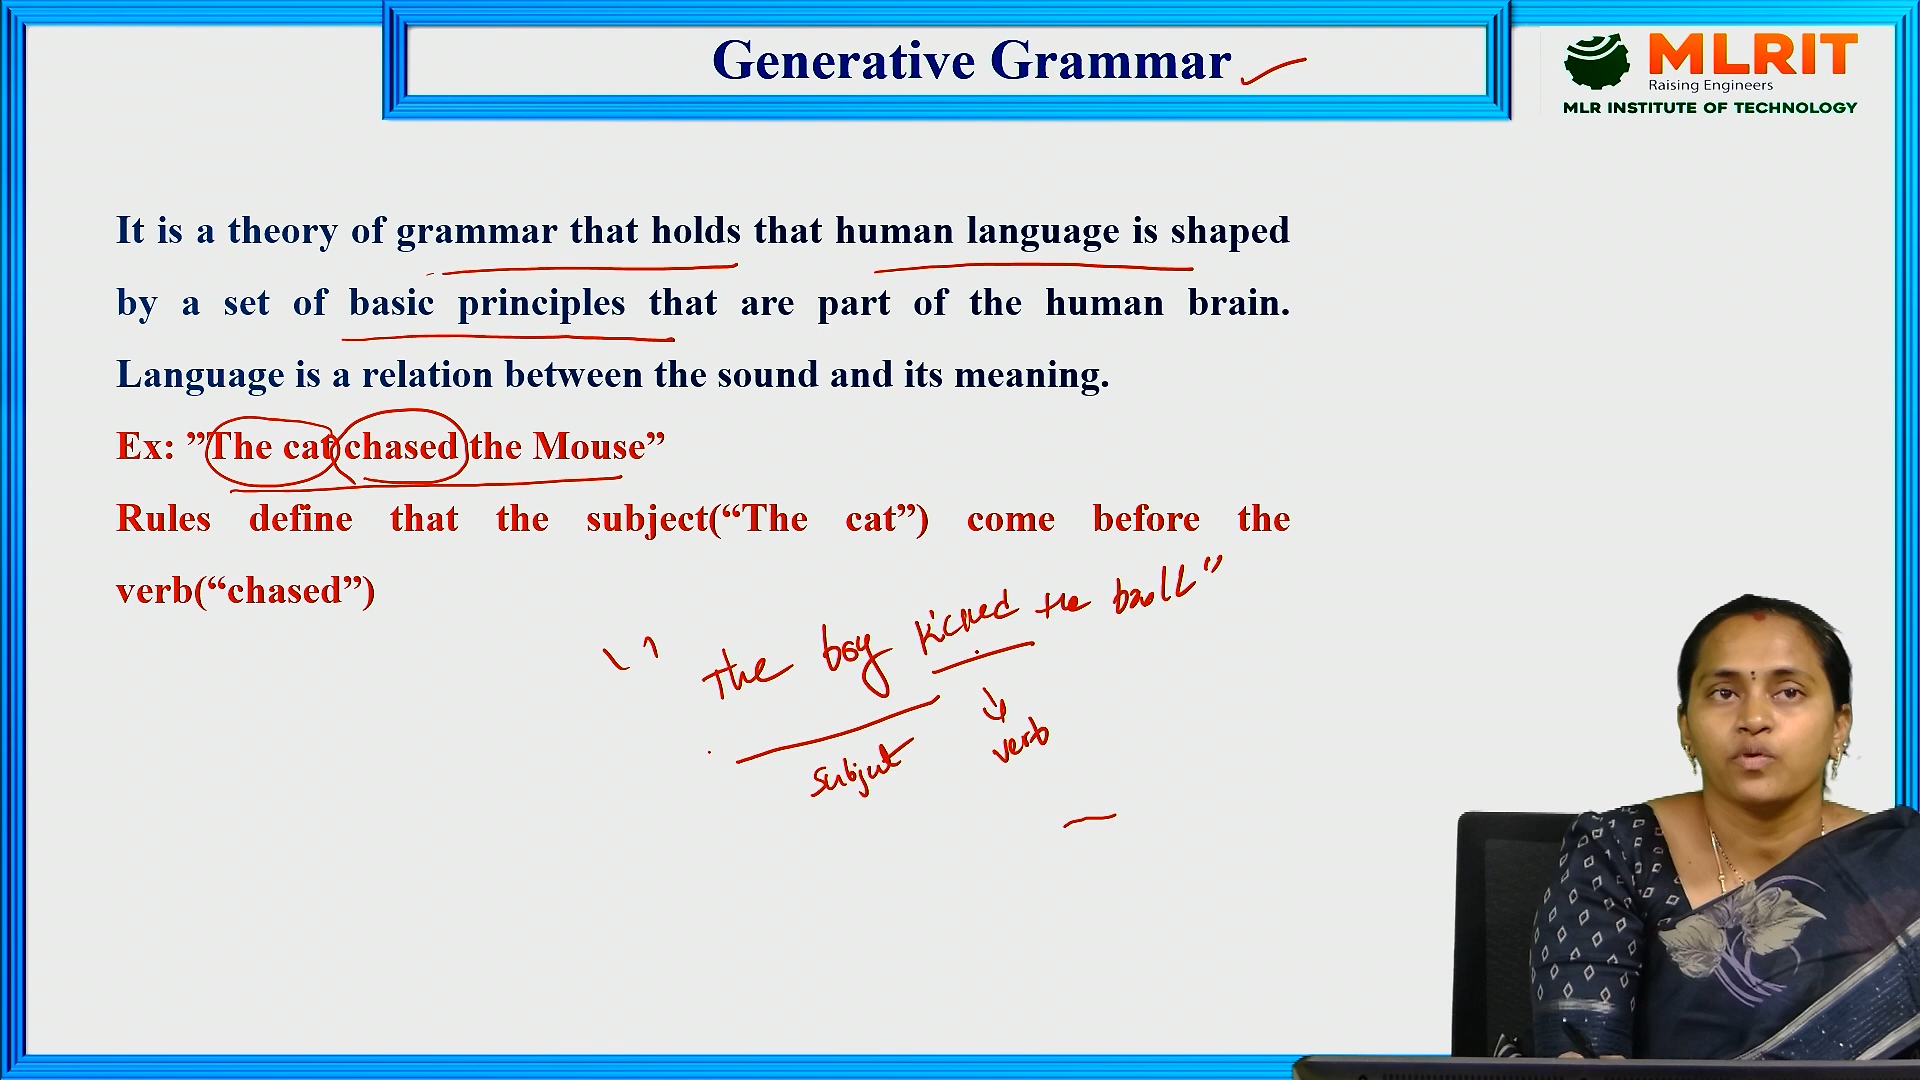 Generative Grammar
MLRIT
Raising Engineers
MLR INSTITUTE OF TECHNOLOGY
It is a theory of grammar that holds that human language is shaped
by a set of basic principles that are part of the human brain.
Language is a relation between the sound and its meaning.
Ex: ”The cat chased the Mouse”
Rules define that the subject(“The cat”) come before the
verb(“chased”)
" The boy kicked the ball"
subject
verb